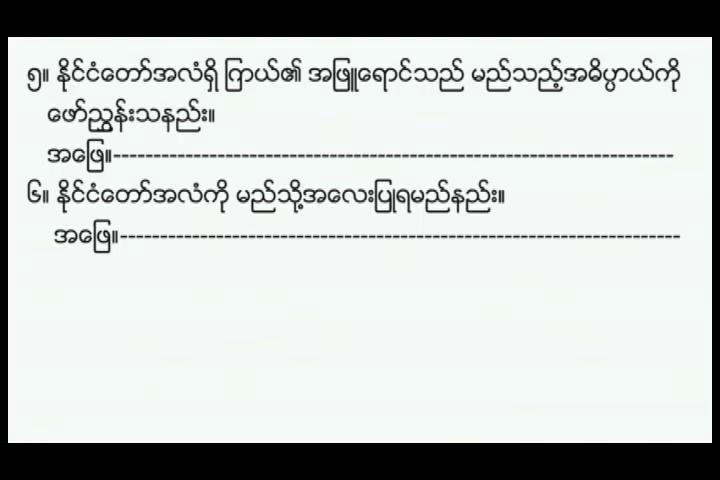 ၅။ နိုင်ငံတော်အလံရှိ ကြယ်၏ အဖြူရောင်သည် မည်သည့်အဓိပ္ပာယ်ကို
ဖော်ညွှန်းသနည်း။
အဖြေ။----------------------------------------------------------------------
၆။ နိုင်ငံတော်အလံကို မည်သို့အလေးပြုရမည်နည်း။
အဖြေ။----------------------------------------------------------------------